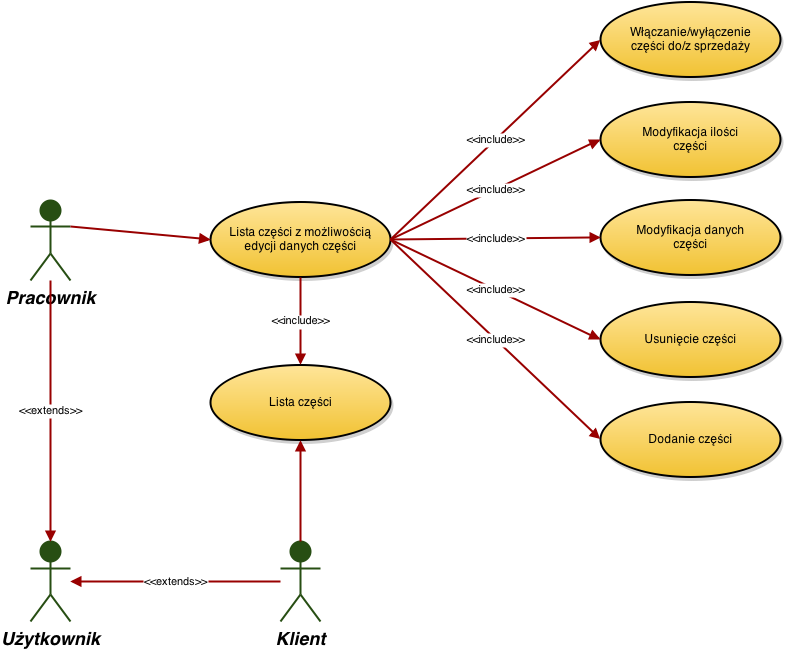 Włączanie/wyłączenie
części do/z sprzedaży
<<include>>
Modyfikacja ilości
części
<<include>>
Lista części z możliwością
edycji danych części
<<include>>
Modyfikacja danych
części
Pracownik
<<include>>
<<include>>
<<include>>
Usunięcie części
Lista części
<<extends>>
Dodanie części
<<extends>>
Użytkownik
Klient